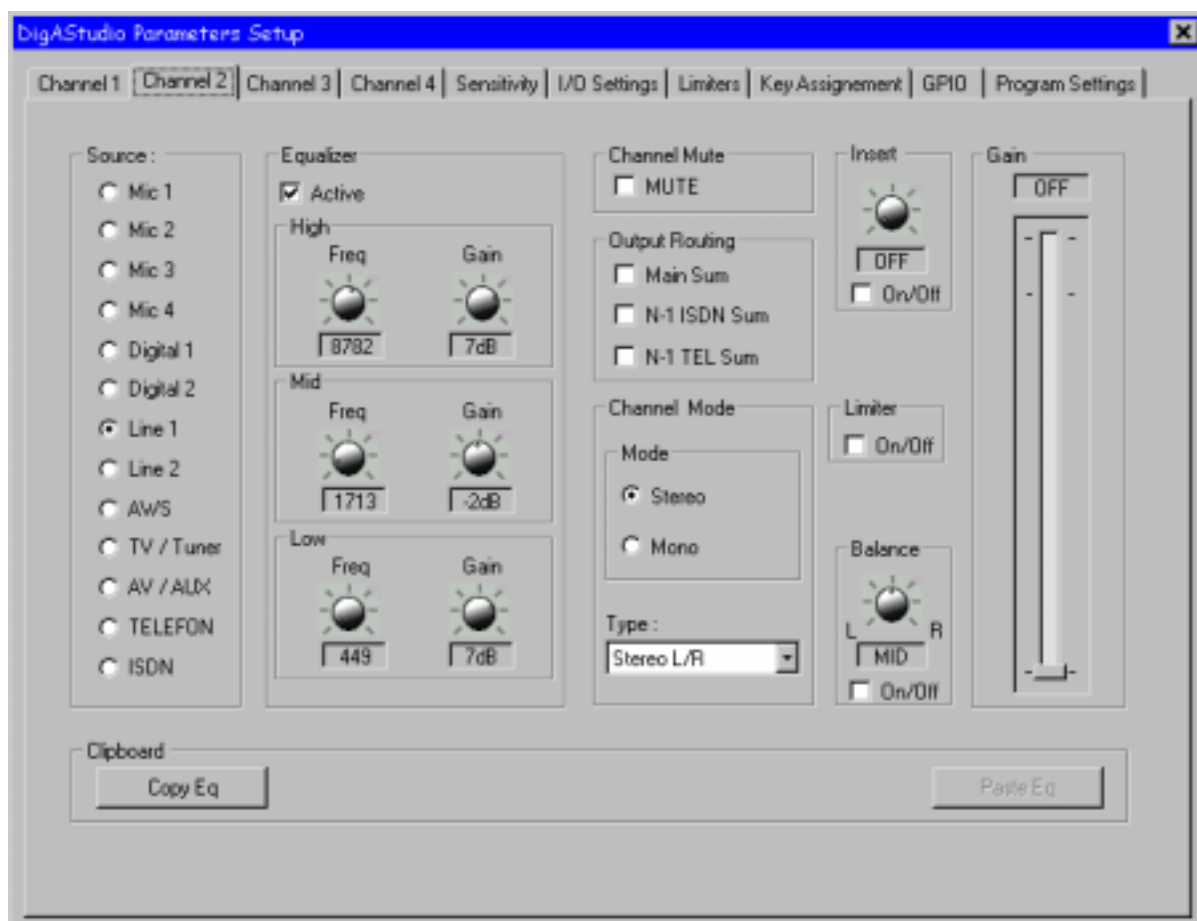 DigAStudio Parameters Setup
Channel 1 Channel 2 Channel 3 Channel 4 Sensitivity I/O Settings Limiters Key Assignement GPIO Program Settings
Source :
Mic 1
Mic 2
Mic 3
Mic 4
Digital 1
Digital 2
Line 1
Line 2
AWS
TV / Tuner
AV / AUX
TELEFON
ISDN
Equalizer
Active
High
Freq Gain
8782 7dB
Mid
Freq Gain
1713 -2dB
Low
Freq Gain
449 7dB
Channel Mute
MUTE
Output Routing
Main Sum
N-1 ISDN Sum
N-1 TEL Sum
Channel Mode
Mode
Stereo
Mono
Type :
Stereo L/R
Insert
OFF
On/Off
Limiter
On/Off
Balance
L R
MID
On/Off
Gain
OFF
Clipboard
Copy Eq Paste Eq